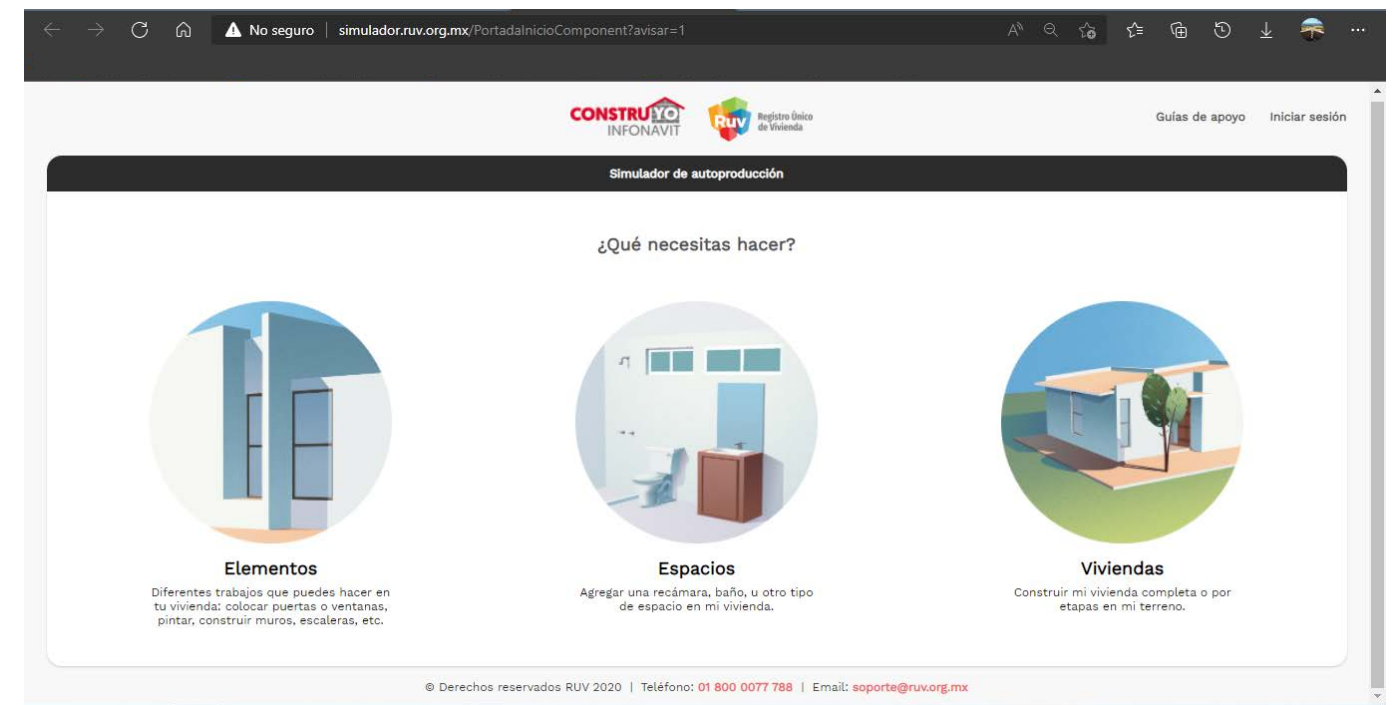 No seguro | simulador.ruv.org.mx/PortadaInicioComponent?avisar=1
CONSTRUYO
INFONAVIT
Ruv
Registro Único
de Vivienda
Guías de apoyo
Iniciar sesión
Simulador de autoproducción
¿Qué necesitas hacer?
Elementos
Diferentes trabajos que puedes hacer en
tu vivienda: colocar puertas o ventanas,
pintar, construir muros, escaleras, etc.
Espacios
Agregar una recámara, baño, u otro tipo
de espacio en mi vivienda.
Viviendas
Construir mi vivienda completa o por
etapas en mi terreno.
© Derechos reservados RUV 2020 | Teléfono: 01 800 0077 788 | Email: soporte@ruv.org.mx